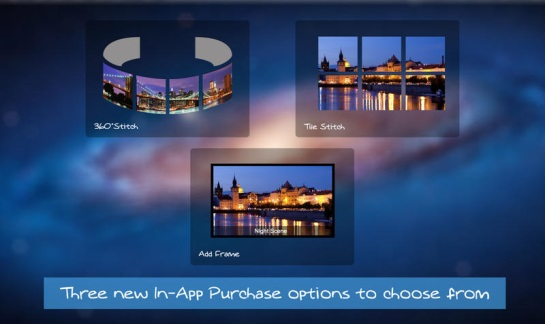 360°Stitch
Tile Stitch
Night Scene
Add Frame
Three new In-App Purchase options to choose from